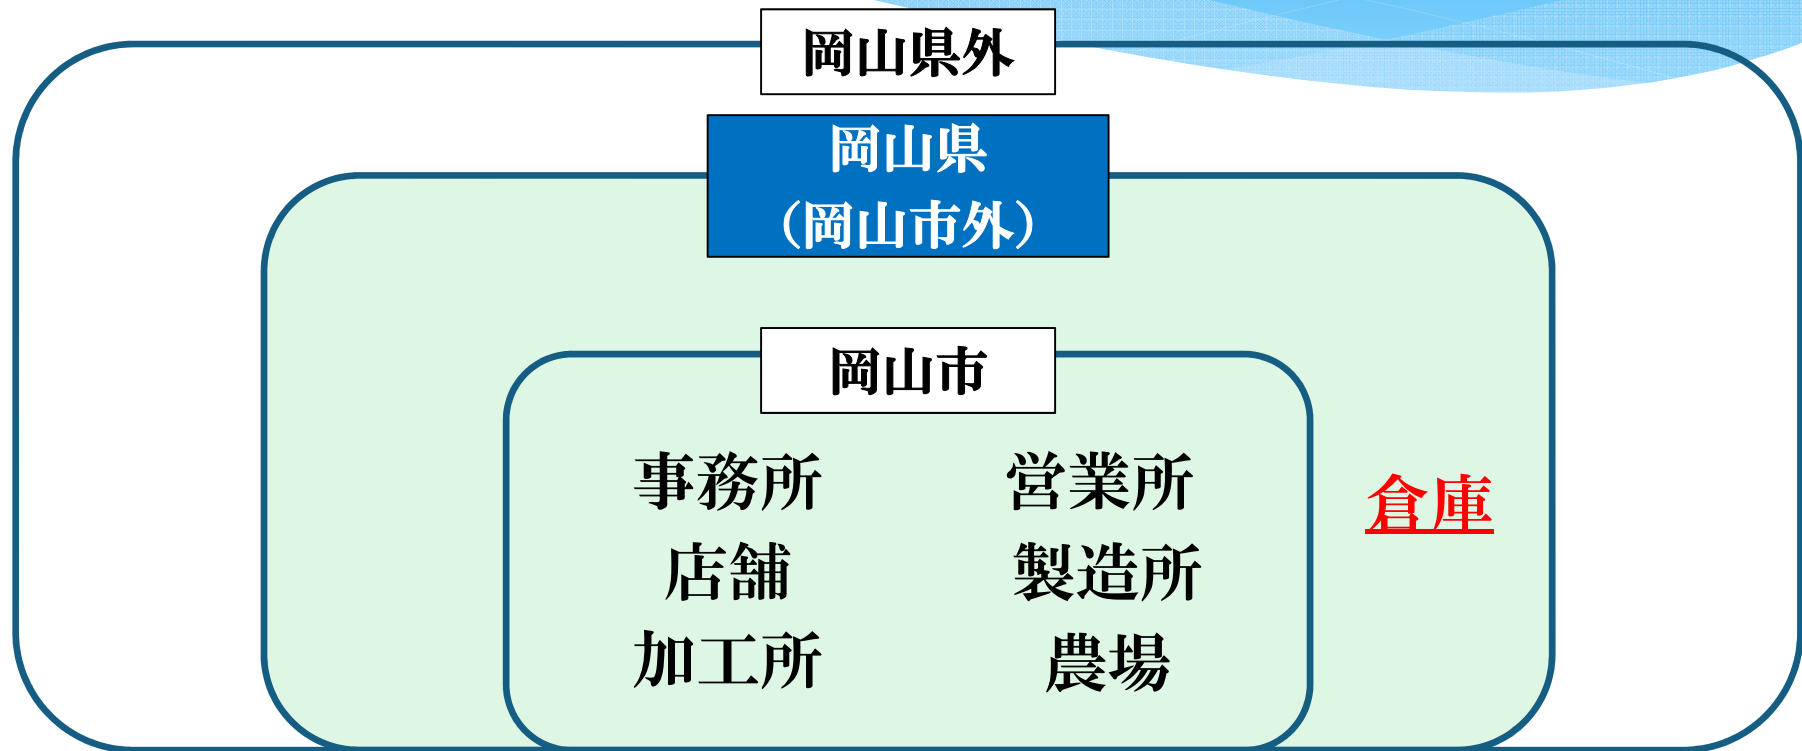 岡山県外
岡山県
（岡山市外）
岡山市
事務所 営業所
倉庫
店舗 製造所
加工所 農場